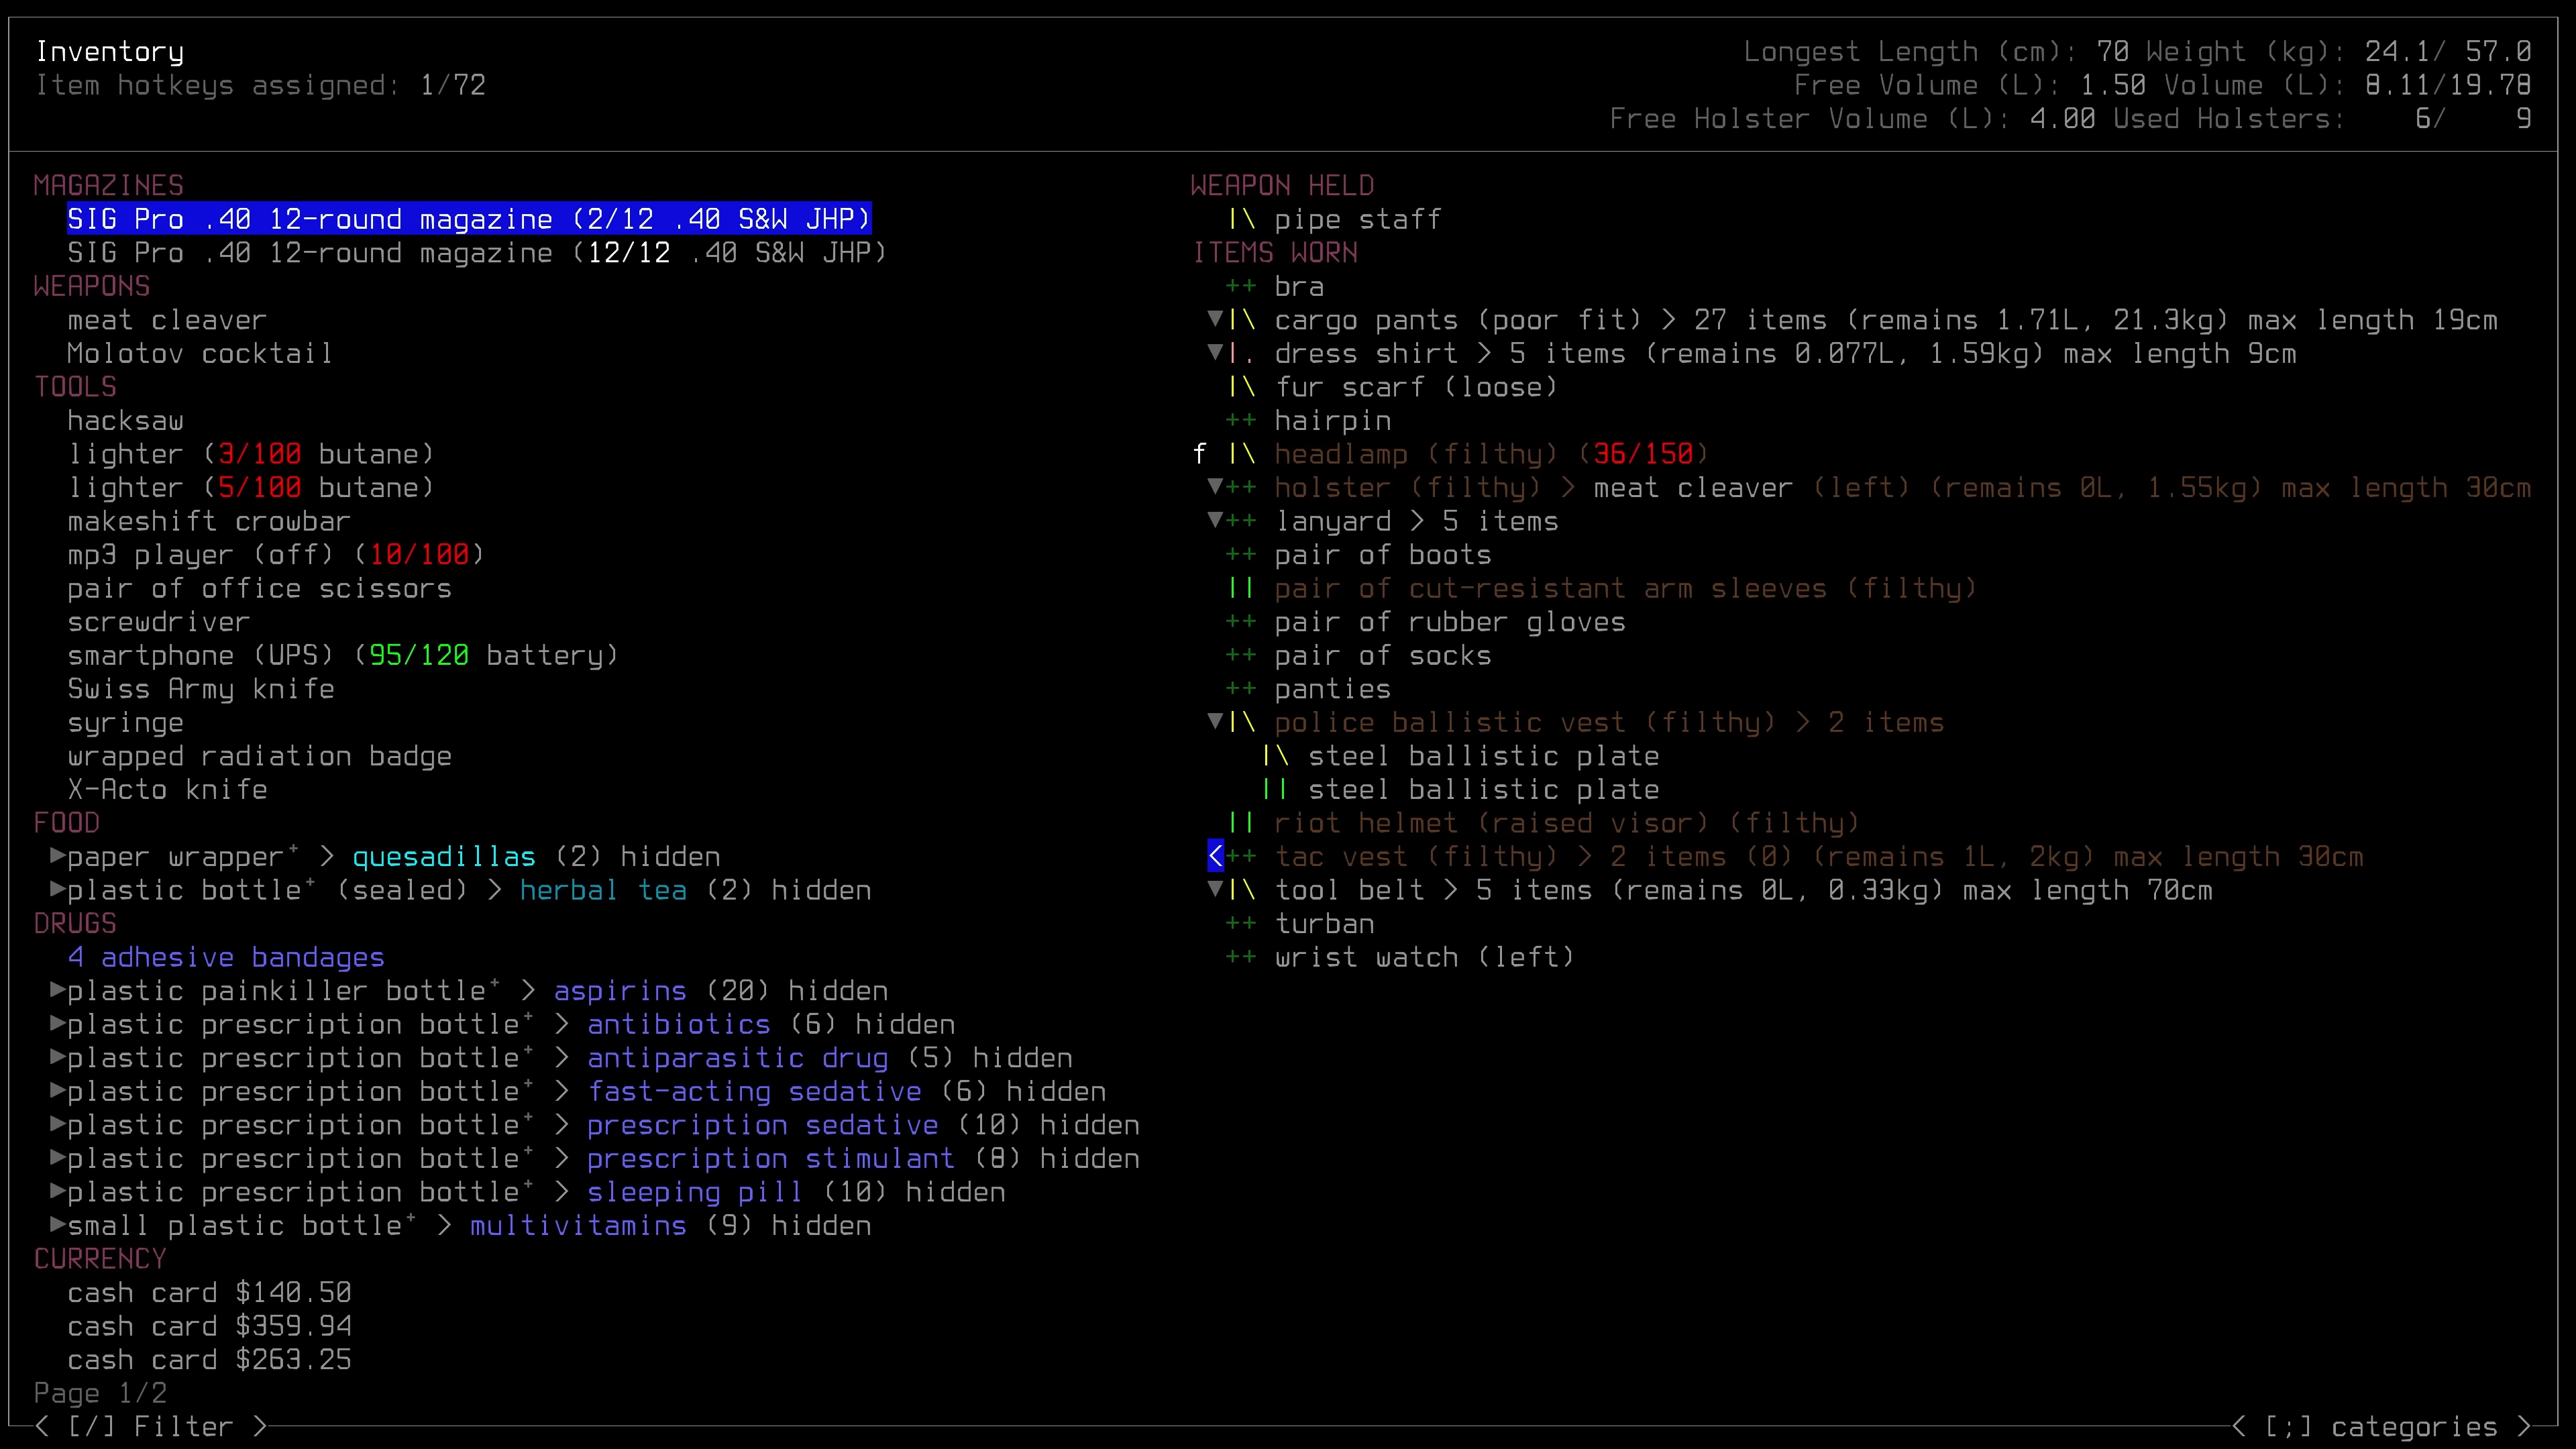 Inventory
Item hotkeys assigned: 1/72
Longest Length (cm): 70 Weight (kg): 24.1/ 57.0
Free Volume (L): 1.50 Volume (L): 8.11/19.78
Free Holster Volume (L): 4.00 Used Holsters: 6/ 9
MAGAZINES
SIG Pro .40 12-round magazine (2/12 .40 S&W JHP)
SIG Pro .40 12-round magazine (12/12 .40 S&W JHP)
WEAPONS
meat cleaver
Molotov cocktail
TOOLS
hacksaw
lighter (3/100 butane)
lighter (5/100 butane)
makeshift crowbar
mp3 player (off) (10/100)
pair of office scissors
screwdriver
smartphone (UPS) (95/120 battery)
Swiss Army knife
syringe
wrapped radiation badge
X-Acto knife
FOOD
▶paper wrapper⁺ > quesadillas (2) hidden
▶plastic bottle⁺ (sealed) > herbal tea (2) hidden
DRUGS
4 adhesive bandages
▶plastic painkiller bottle⁺ > aspirins (20) hidden
▶plastic prescription bottle⁺ > antibiotics (6) hidden
▶plastic prescription bottle⁺ > antiparasitic drug (5) hidden
▶plastic prescription bottle⁺ > fast-acting sedative (6) hidden
▶plastic prescription bottle⁺ > prescription sedative (10) hidden
▶plastic prescription bottle⁺ > prescription stimulant (8) hidden
▶plastic prescription bottle⁺ > sleeping pill (10) hidden
▶small plastic bottle⁺ > multivitamins (9) hidden
CURRENCY
cash card $140.50
cash card $359.94
cash card $263.25
Page 1/2
WEAPON HELD
|\ pipe staff
ITEMS WORN
++ bra
▼|\ cargo pants (poor fit) > 27 items (remains 1.71L, 21.3kg) max length 19cm
▼|. dress shirt > 5 items (remains 0.077L, 1.59kg) max length 9cm
|\ fur scarf (loose)
++ hairpin
f |\ headlamp (filthy) (36/150)
▼++ holster (filthy) > meat cleaver (left) (remains 0L, 1.55kg) max length 30cm
▼++ lanyard > 5 items
++ pair of boots
|| pair of cut-resistant arm sleeves (filthy)
++ pair of rubber gloves
++ pair of socks
++ panties
▼|\ police ballistic vest (filthy) > 2 items
|\ steel ballistic plate
|| steel ballistic plate
|| riot helmet (raised visor) (filthy)
<++ tac vest (filthy) > 2 items (0) (remains 1L, 2kg) max length 30cm
▼|\ tool belt > 5 items (remains 0L, 0.33kg) max length 70cm
++ turban
++ wrist watch (left)
< [/] Filter >
< [;] categories >